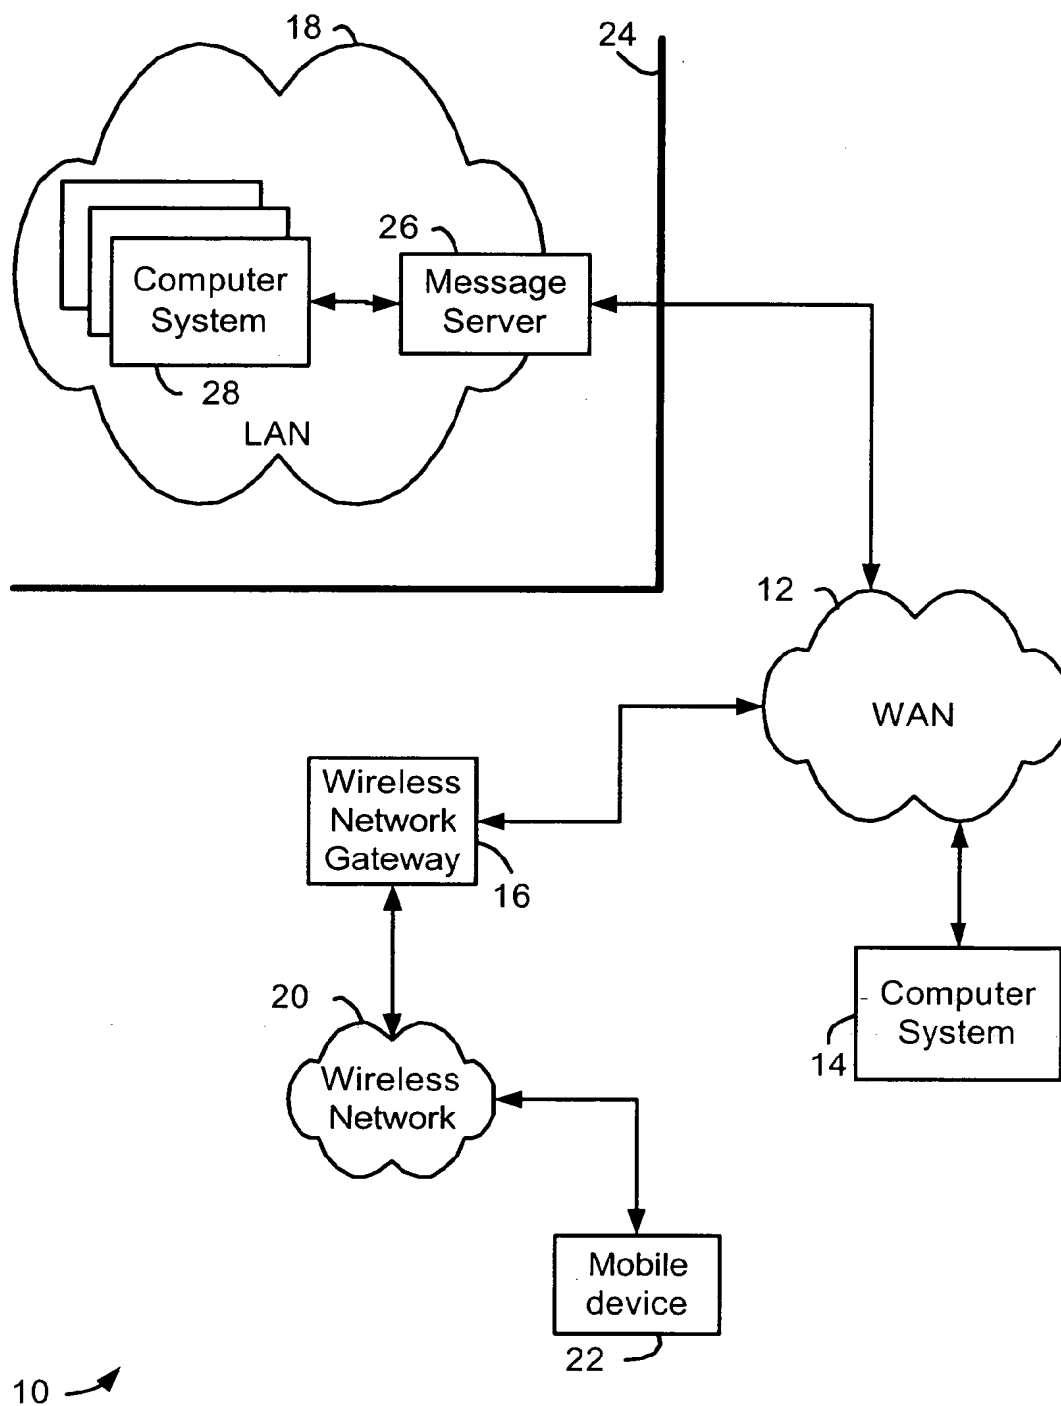 18
24
26
Computer
System
Message
Server
28
LAN
12
WAN
Wireless
Network
Gateway
16
20
Computer
System
14
Wireless
Network
Mobile
device
22
10